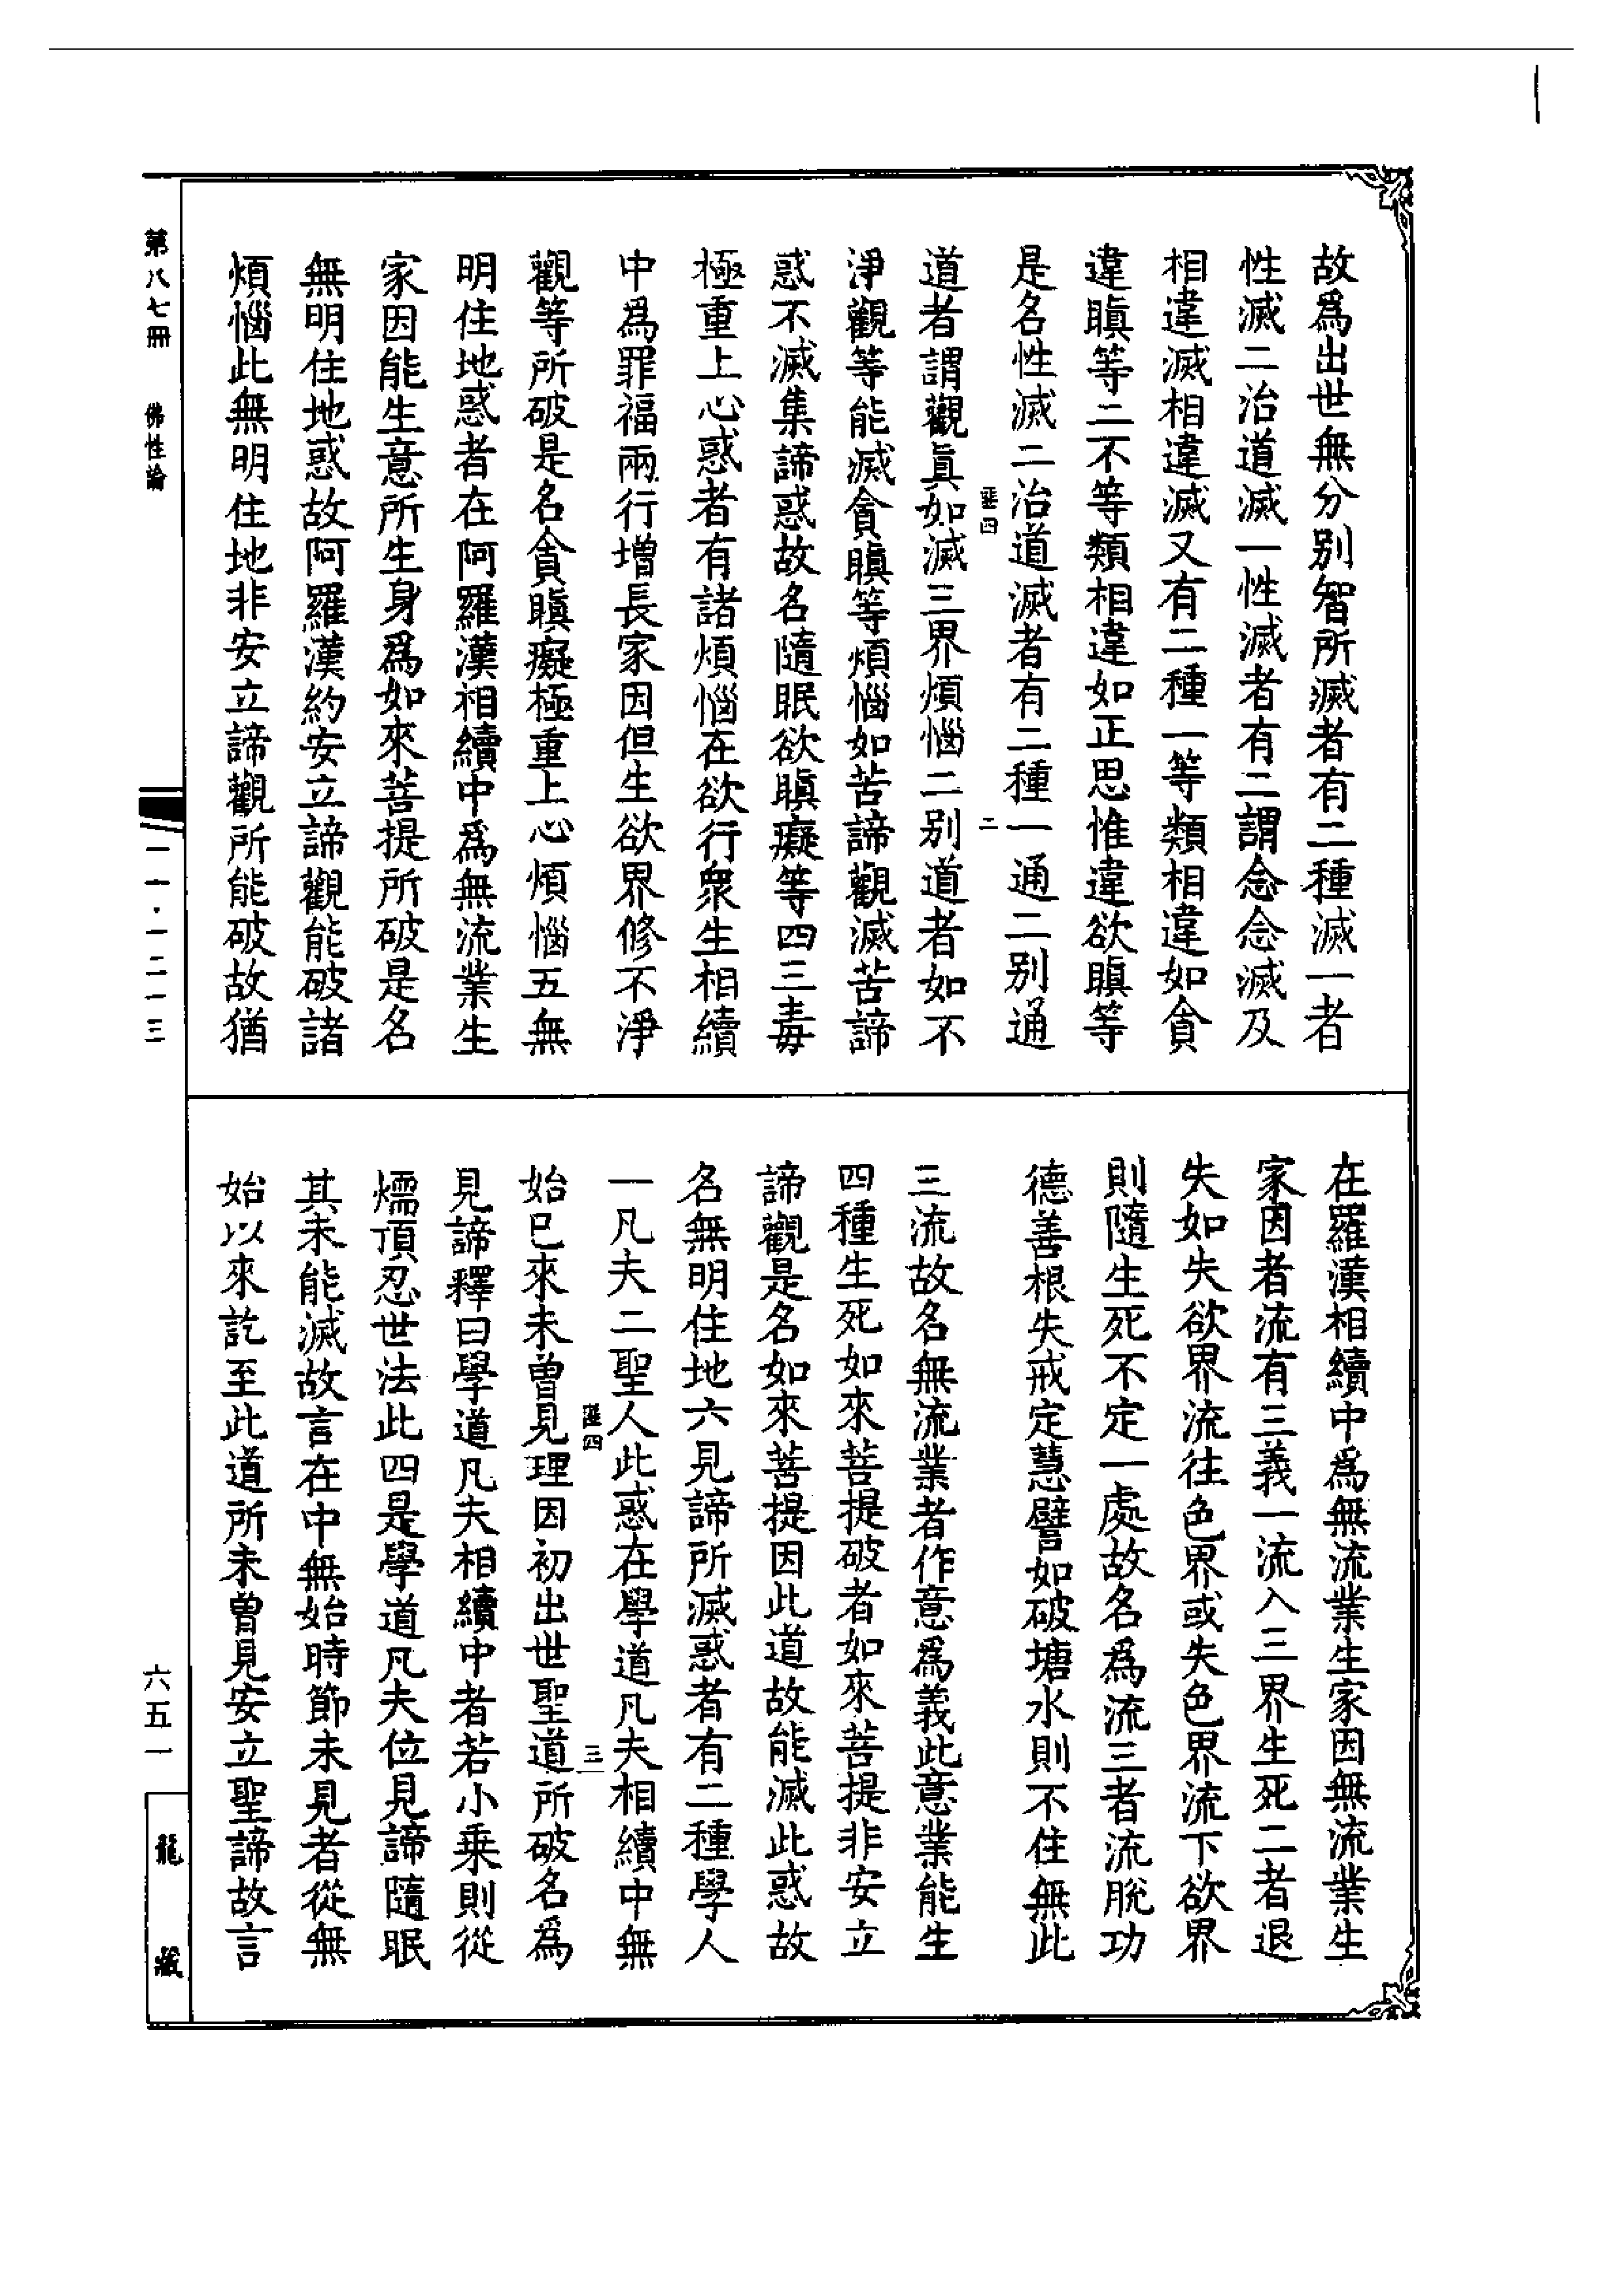 故爲出世無分别智所滅者有二種滅一者
性滅二治道滅一性滅者有二謂念念滅及
相違滅相違滅又有二種一等類相違如貪
違瞋等二不等類相違如正思惟違欲瞋等
是名性滅二治道滅者有二種一通二别通
匪四 二
道者謂觀眞如滅三界煩惱二别道者如不
淨觀等能滅貪瞋等煩惱如苦諦觀滅苦諦
惑不滅集諦惑故名隨眠欲瞋癡等四三毒
極重上心惑者有諸煩惱在欲行衆生相續
中爲罪福兩行增長家因但生欲界修不淨
觀等所破是名貪瞋癡極重上心煩惱五無
明住地惑者在阿羅漢相續中爲無流業生
家因能生意所生身爲如來菩提所破是名
無明住地惑故阿羅漢約安立諦觀能破諸
煩惱此無明住地非安立諦觀所能破故猶
在羅漢相續中爲無流業生家因無流業生
家因者流有三義一流入三界生死二者退
失如失欲界流往色界或失色界流下欲界
則隨生死不定一處故名爲流三者流脫功
德善根失戒定慧譬如破塘水則不住無此
三流故名無流業者作意爲義此意業能生
四種生死如來菩提破者如來菩提非安立
諦觀是名如來菩提因此道故能滅此惑故
名無明住地六見諦所滅惑者有二種學人
一凡夫二聖人此惑在學道凡夫相續中無
匪四 三
始已來未曾見理因初出世聖道所破名爲
見諦釋曰學道凡夫相續中者若小乗則從
燸頂忍世法此四是學道凡夫位見諦隨眠
其未能滅故言在中無始時節未見者從無
始以來訖至此道所未曾見安立聖諦故言
第八七冊 佛性論
一一·一二一三
六五一
龍藏